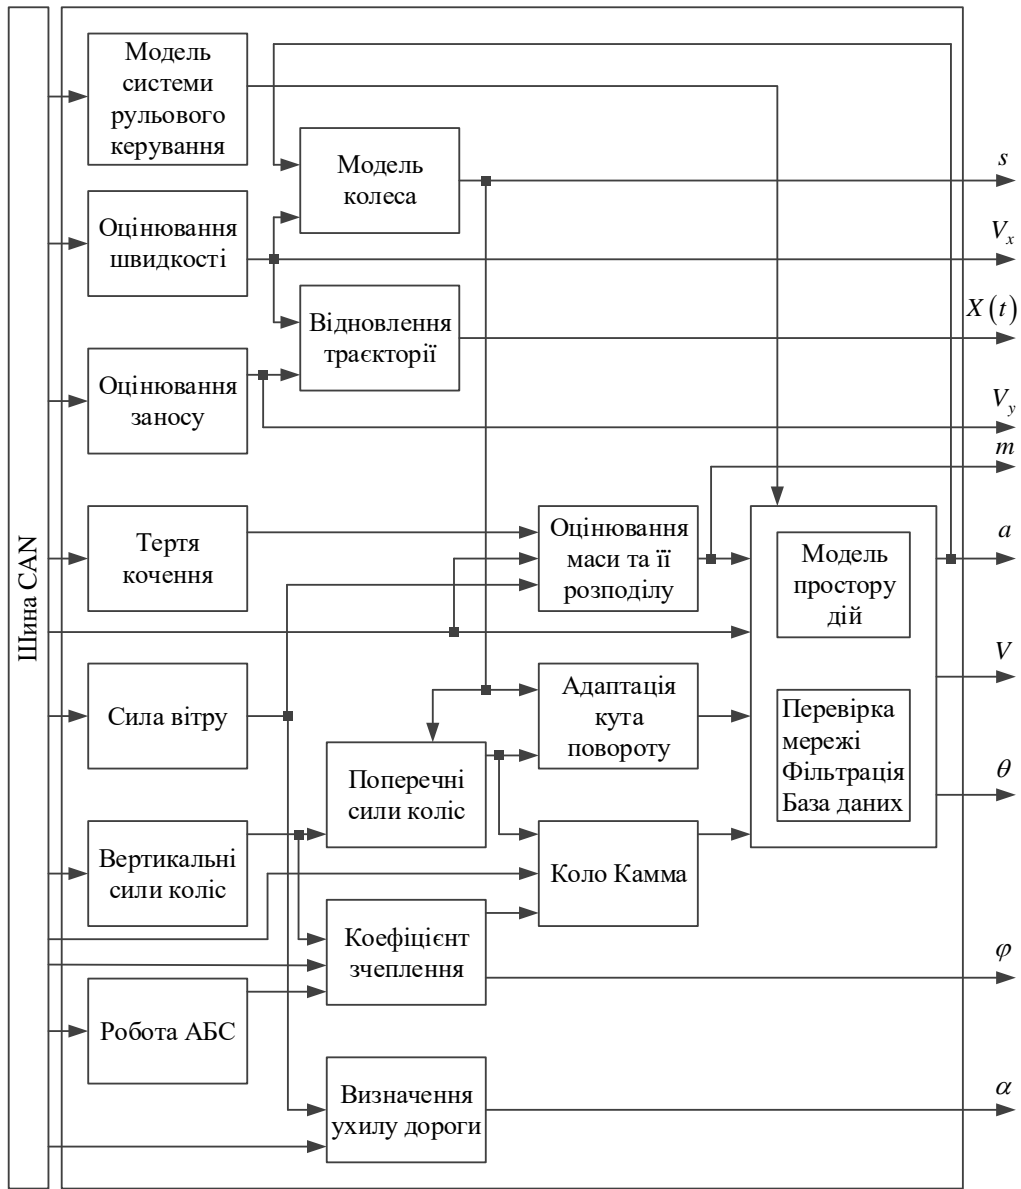 Шина CAN
Модель
системи
рульового
керування
Модель
колеса
s
Оцінювання
швидкості
V_x
Відновлення
траєкторії
X(t)
Оцінювання
заносу
V_y
m
Тертя
кочення
Оцінювання
маси та її
розподілу
Модель
простору
дій
a
Сила вітру
Адаптація
кута
повороту
V
Перевірка
мережі
Фільтрація
База даних
Поперечні
сили коліс
θ
Вертикальні
сили коліс
Коло Камма
Коефіцієнт
зчеплення
φ
Робота АБС
Визначення
ухилу дороги
α